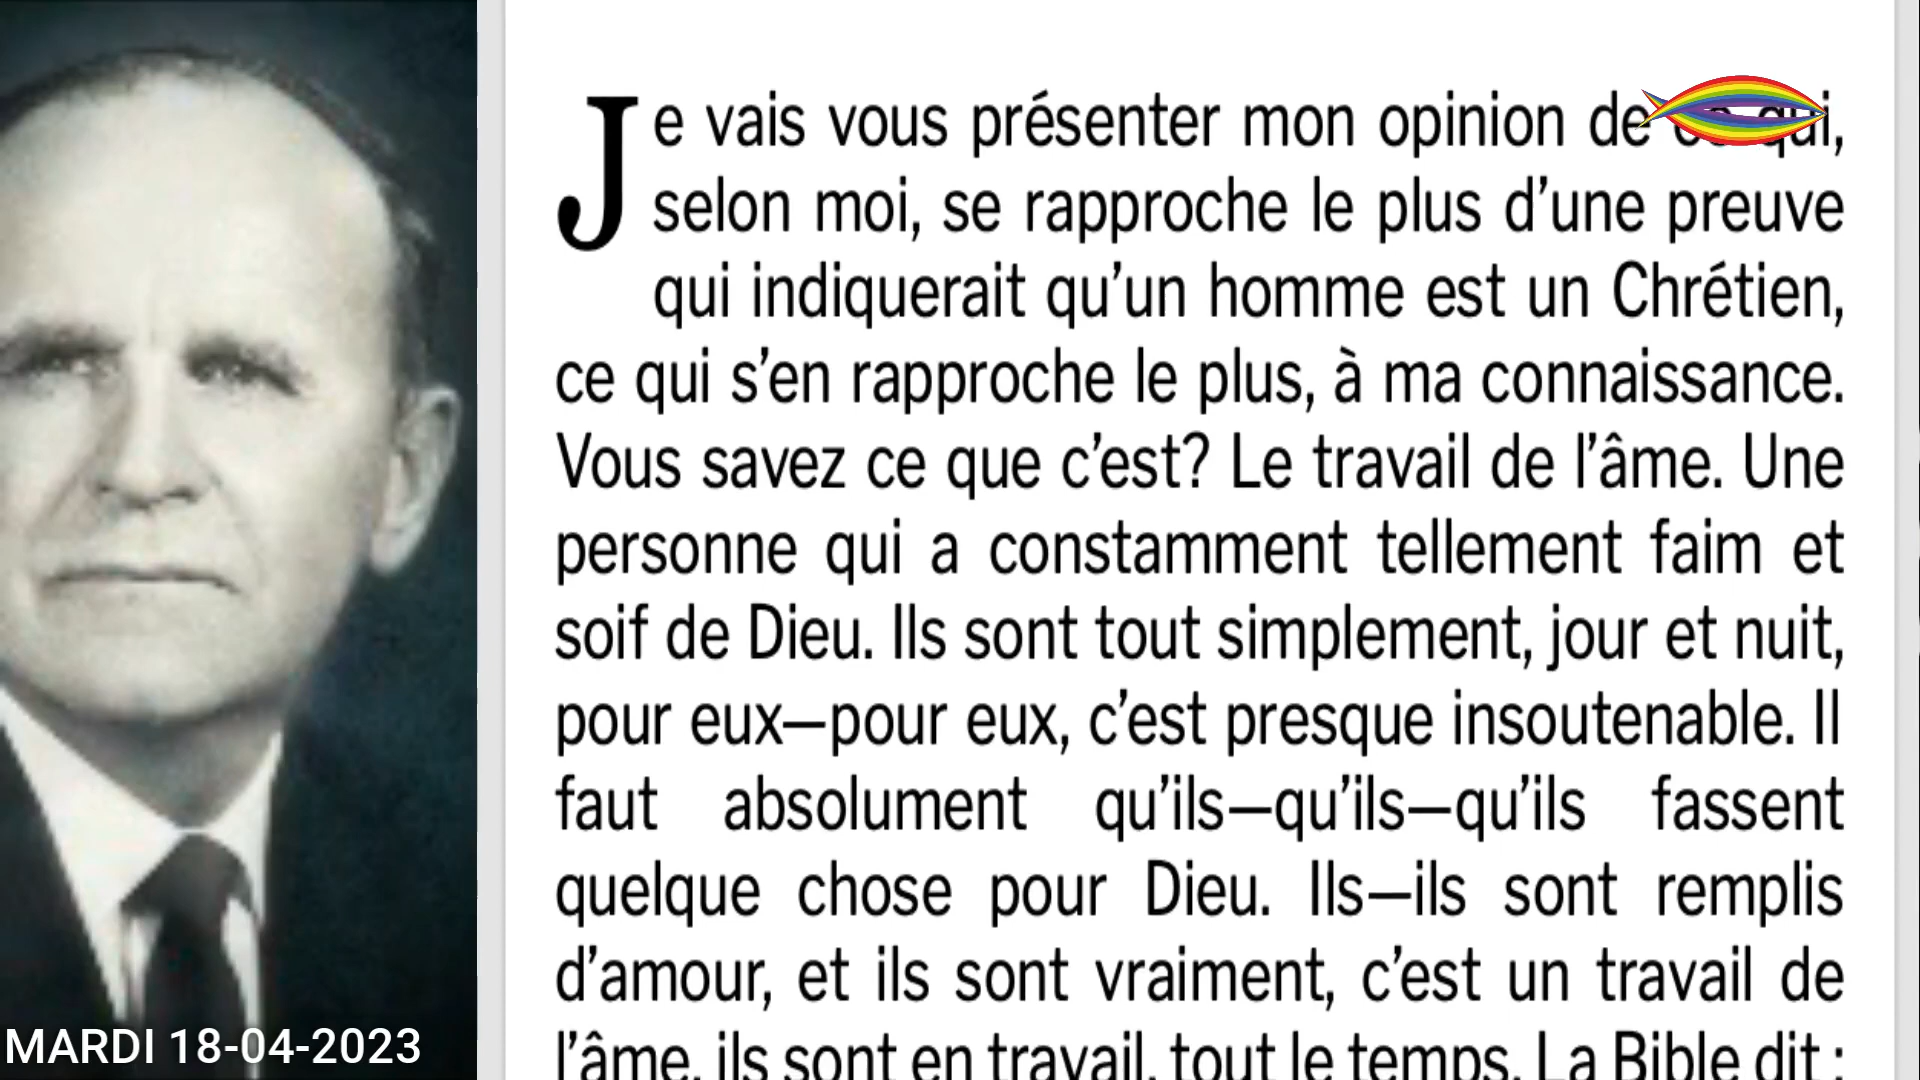 Je vais vous présenter mon opinion de ce qui,
selon moi, se rapproche le plus d’une preuve
qui indiquerait qu’un homme est un Chrétien,
ce qui s’en rapproche le plus, à ma connaissance.
Vous savez ce que c’est? Le travail de l’âme. Une
personne qui a constamment tellement faim et
soif de Dieu. Ils sont tout simplement, jour et nuit,
pour eux—pour eux, c’est presque insoutenable. Il
faut absolument qu’ils—qu’ils—qu’ils fassent
quelque chose pour Dieu. Ils—ils sont remplis
d’amour, et ils sont vraiment, c’est un travail de
l’âme, ils sont en travail, tout le temps. La Bible dit :
MARDI 18-04-2023